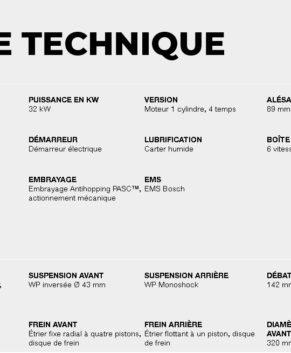 E TECHNIQUE
PUISSANCE EN KW
32 kW
VERSION
Moteur 1 cylindre, 4 temps
ALÉSA
89 mm
DÉMARREUR
Démarreur électrique
LUBRIFICATION
Carter humide
BOÎTE
6 vitess
EMBRAYAGE
Embrayage Antihopping PASC™,
actionnement mécanique
EMS
EMS Bosch
SUSPENSION AVANT
WP inversée Ø 43 mm
SUSPENSION ARRIÈRE
WP Monoshock
DÉBAT
142 mm
FREIN AVANT
Étrier fixe radial à quatre pistons,
disque de frein
FREIN ARRIÈRE
Étrier flottant à un piston, disque
de frein
DIAMÈ
AVANT
320 mm